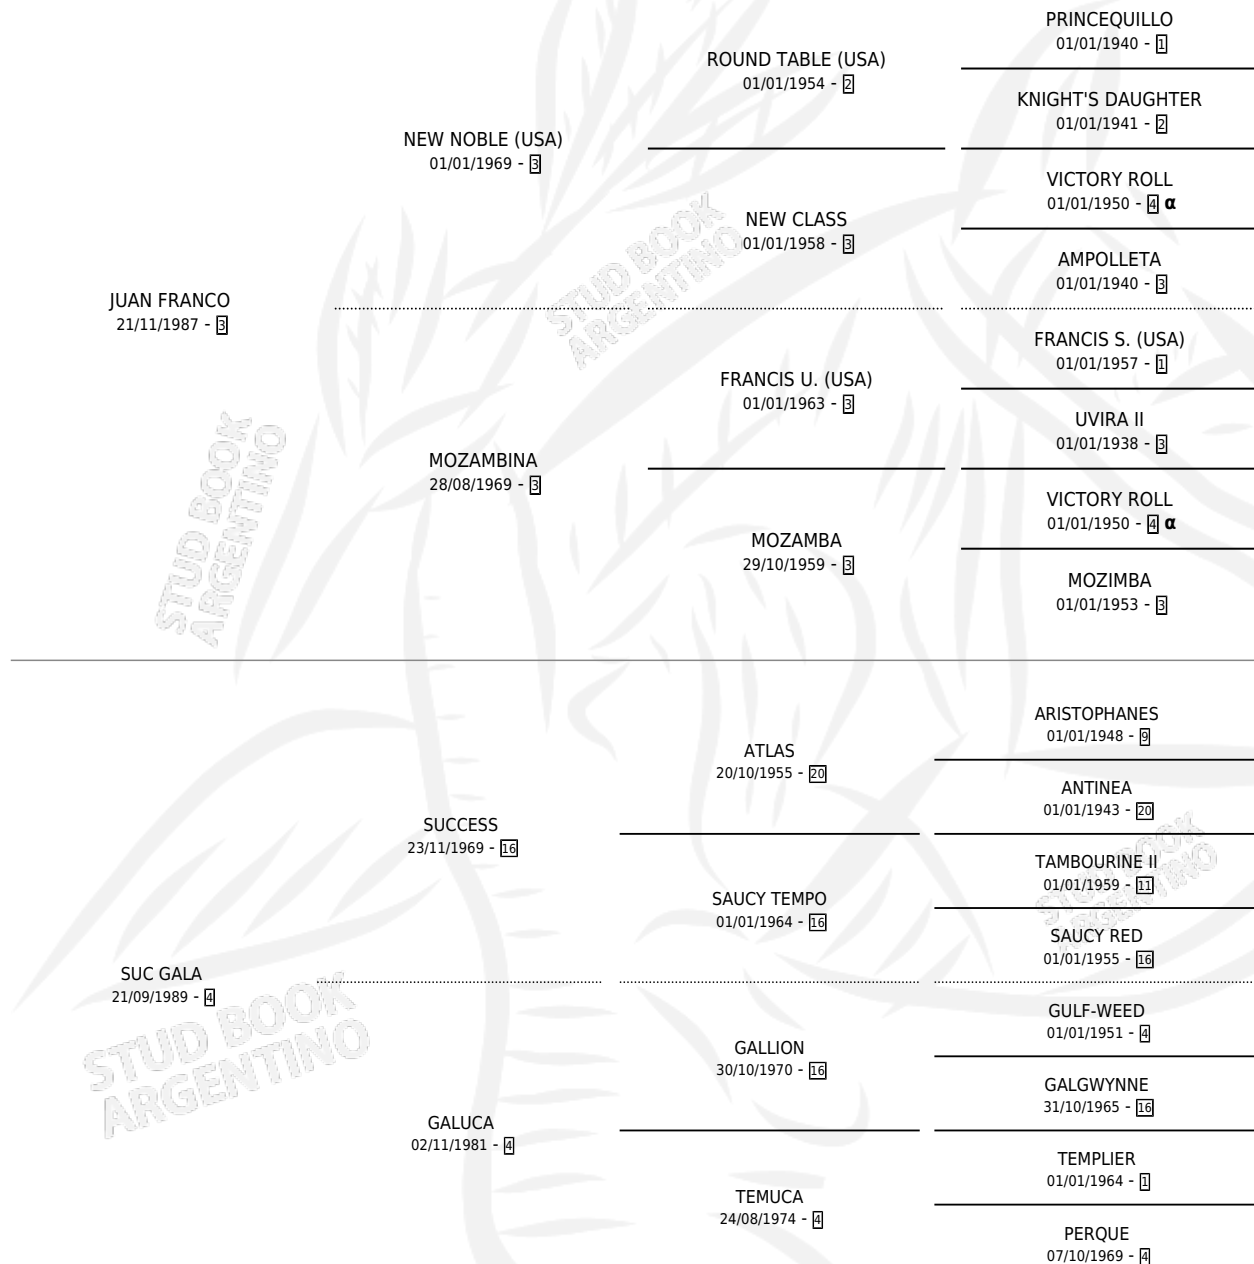 PRINCEQUILLO
01/01/1940 - 1
ROUND TABLE (USA)
01/01/1954 - 2
KNIGHT'S DAUGHTER
01/01/1941 - 2
NEW NOBLE (USA)
01/01/1969 - 3
VICTORY ROLL
01/01/1950 - 4 α
NEW CLASS
01/01/1958 - 3
AMPOLLETA
01/01/1940 - 3
STUD BOOK
ARGENTINO
JUAN FRANCO
21/11/1987 - 3
FRANCIS S. (USA)
01/01/1957 - 1
FRANCIS U. (USA)
01/01/1963 - 3
UVIRA II
01/01/1938 - 3
MOZAMBINA
28/08/1969 - 3
VICTORY ROLL
01/01/1950 - 4 α
MOZAMBA
29/10/1959 - 3
MOZIMBA
01/01/1953 - 3
STUD BOOK
ARGENTINO
ARISTOPHANES
01/01/1948 - 9
ATLAS
20/10/1955 - 20
ANTINEA
01/01/1943 - 20
SUCCESS
23/11/1969 - 16
TAMBOURINE II
01/01/1959 - 11
SAUCY TEMPO
01/01/1964 - 16
SAUCY RED
01/01/1955 - 16
STUD BOOK
ARGENTINO
SUC GALA
21/09/1989 - 4
GULF-WEED
01/01/1951 - 4
GALLION
30/10/1970 - 16
GALGWYNNE
31/10/1965 - 16
STUD BOOK
ARGENTINO
GALUCA
02/11/1981 - 4
TEMPLIER
01/01/1964 - 1
TEMUCA
24/08/1974 - 4
PERQUE
07/10/1969 - 4